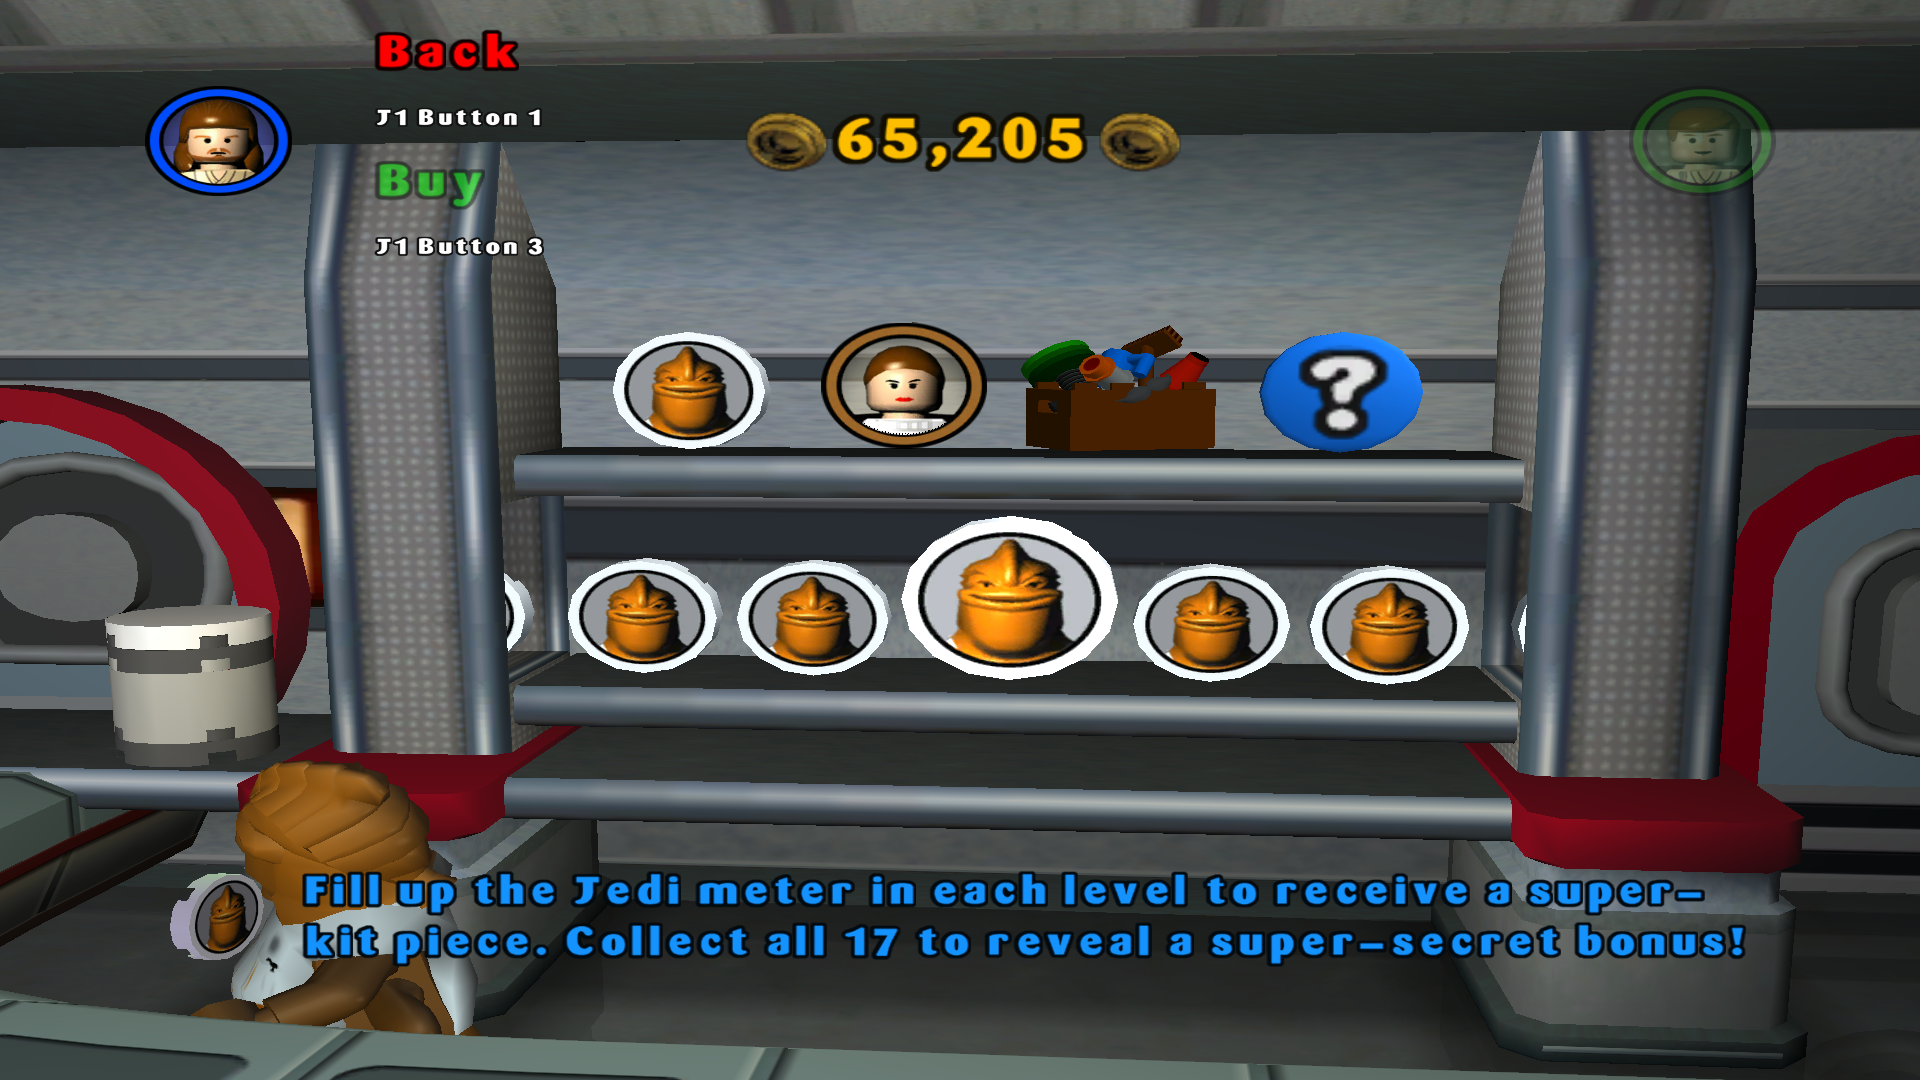 Back
J1 Button 1
65,205
Buy
J1 Button 3
?
Fill up the Jedi meter in each level to receive a super-
kit piece. Collect all 17 to reveal a super-secret bonus!